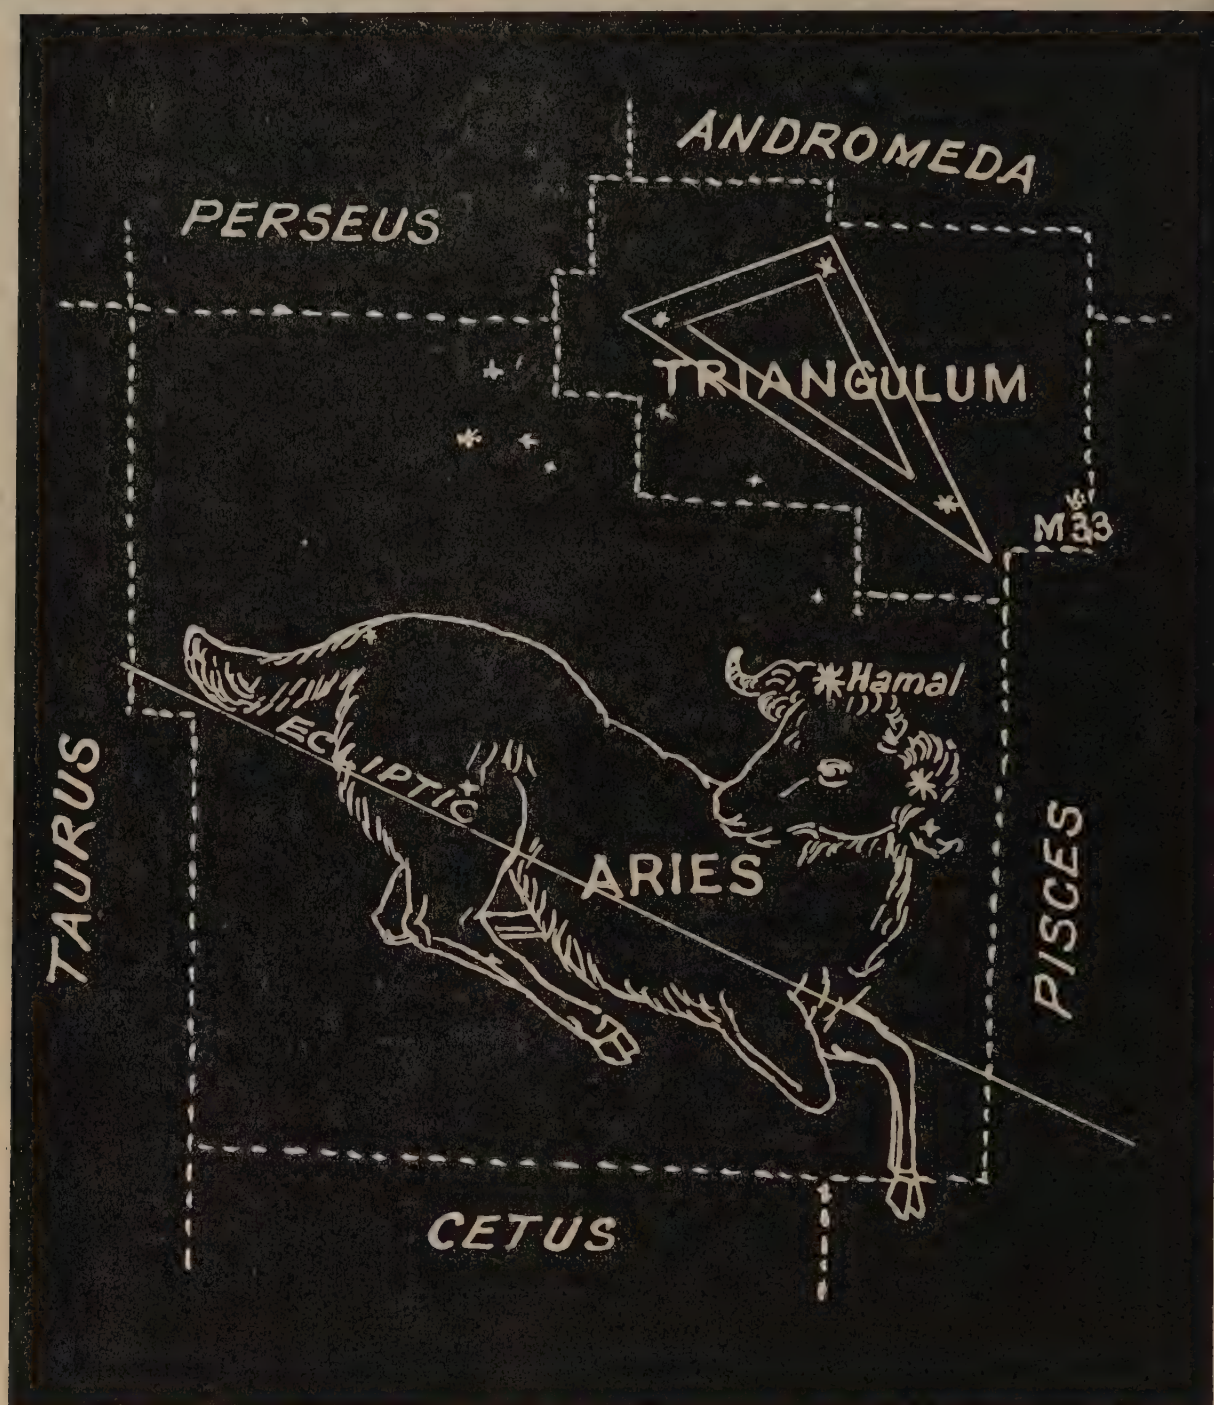 ANDROMEDA
PERSEUS
TRIANGULUM
M33
Hamal
ECLIPTIC
TAURUS
ARIES
PISCES
CETUS